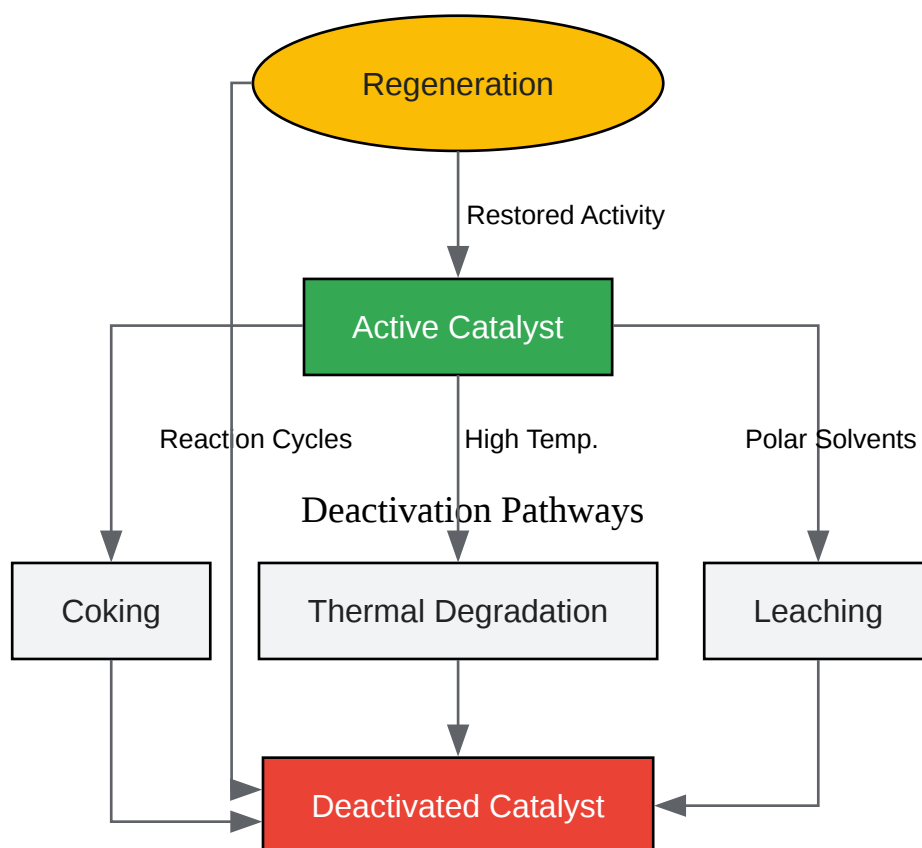 Regeneration
Restored Activity
Active Catalyst
Reaction Cycles
High Temp.
Polar Solvents
Deactivation Pathways
Coking
Thermal Degradation
Leaching
Deactivated Catalyst